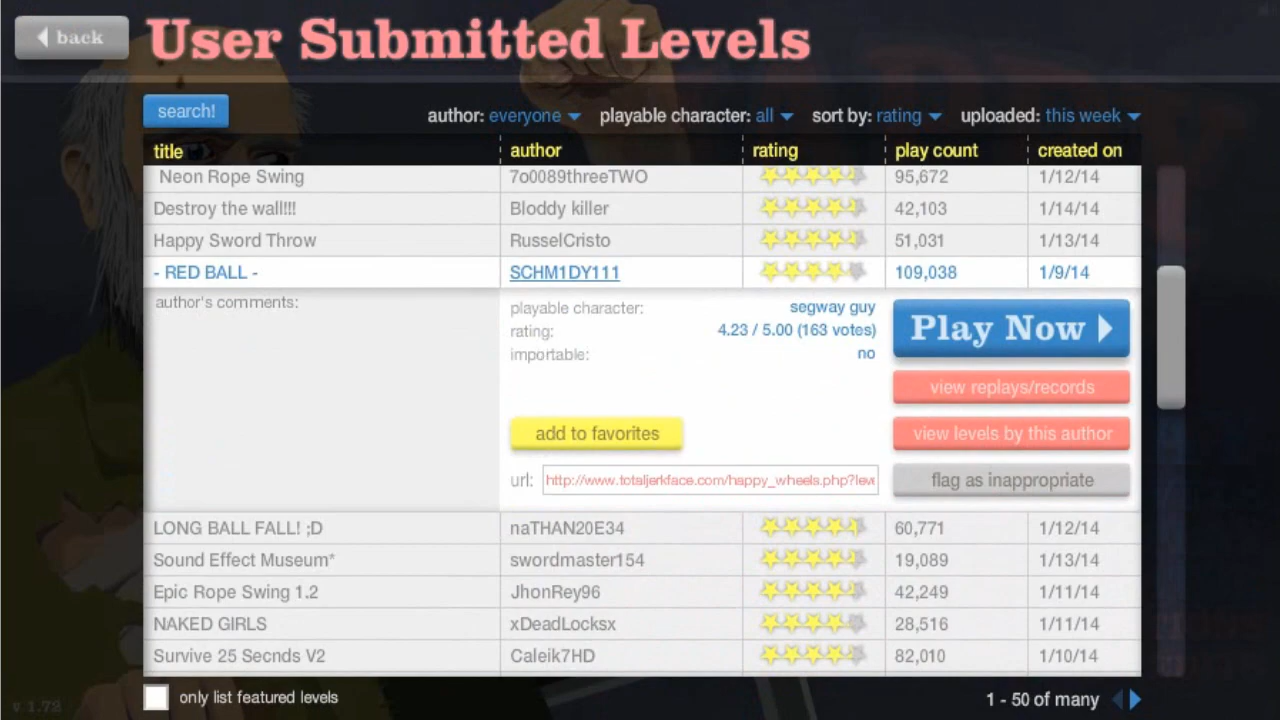 back
User Submitted Levels
search!
author: everyone playable character: all sort by: rating uploaded: this week
title author rating play count created on
Neon Rope Swing 7o0089threeTWO 95,672 1/12/14
Destroy the wall!!! Bloddy killer 42,103 1/14/14
Happy Sword Throw RusselCristo 51,031 1/13/14
- RED BALL - SCHM1DY111 109,038 1/9/14
author's comments:
playable character: segway guy
rating: 4.23 / 5.00 (163 votes)
importable: no
Play Now
view replays/records
add to favorites
view levels by this author
url: http://www.totaljerkface.com/happy_wheels.php?leve
flag as inappropriate
LONG BALL FALL! ;D naTHAN20E34 60,771 1/12/14
Sound Effect Museum* swordmaster154 19,089 1/13/14
Epic Rope Swing 1.2 JhonRey96 42,249 1/11/14
NAKED GIRLS xDeadLocksx 28,516 1/11/14
Survive 25 Secnds V2 Caleik7HD 82,010 1/10/14
only list featured levels
1 - 50 of many
v 1.72